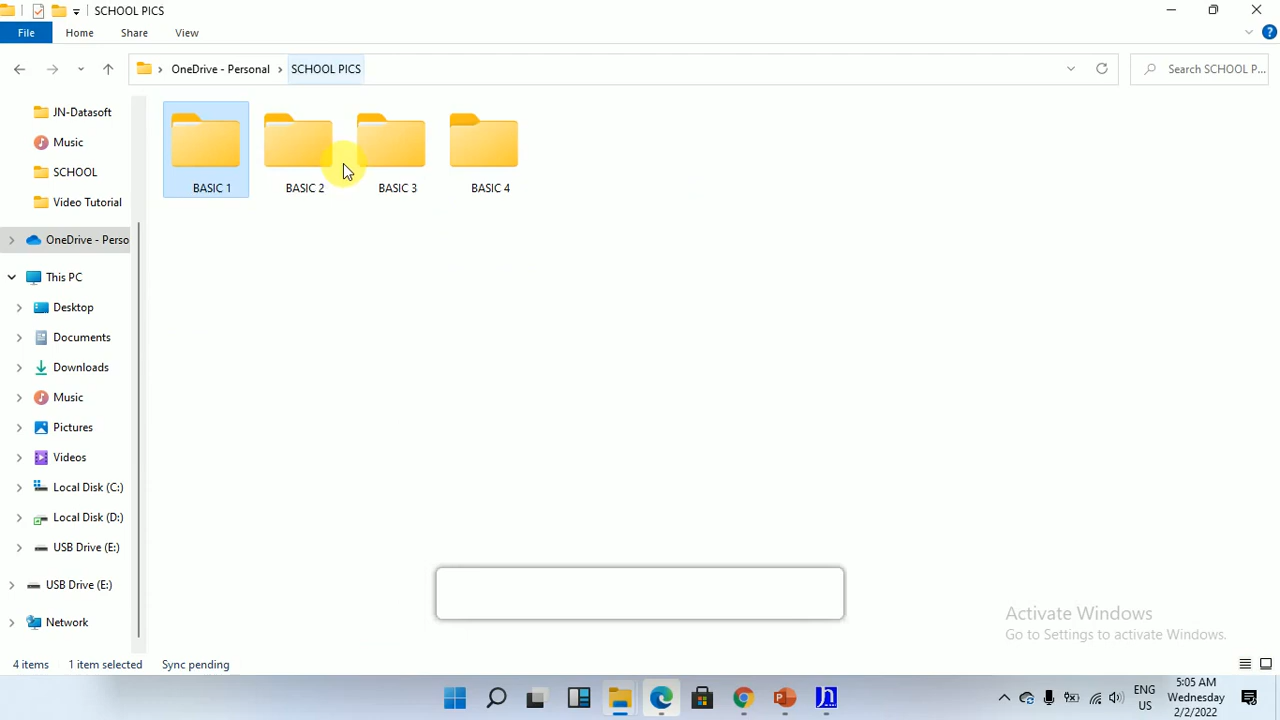 SCHOOL PICS
File Home Share View
OneDrive - Personal SCHOOL PICS
Search SCHOOL P...
JN-Datasoft
Music
SCHOOL
Video Tutorial
OneDrive - Perso
This PC
Desktop
Documents
Downloads
Music
Pictures
Videos
Local Disk (C:)
Local Disk (D:)
USB Drive (E:)
USB Drive (E:)
Network
BASIC 1 BASIC 2 BASIC 3 BASIC 4
Activate Windows
Go to Settings to activate Windows.
4 items 1 item selected Sync pending
ENG
US
5:05 AM
Wednesday
2/2/2022